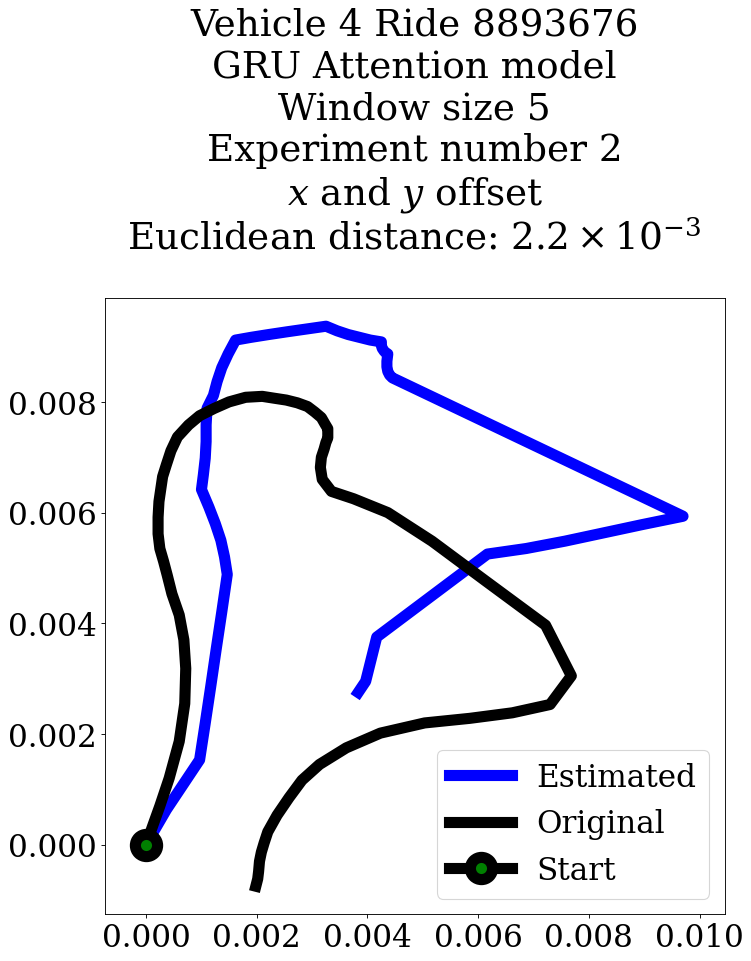 Vehicle 4 Ride 8893676
GRU Attention model
Window size 5
Experiment number 2
x and y offset
Euclidean distance: 2.2 × 10⁻³
0.008
0.006
0.004
0.002
0.000
Estimated
Original
Start
0.000 0.002 0.004 0.006 0.008 0.010